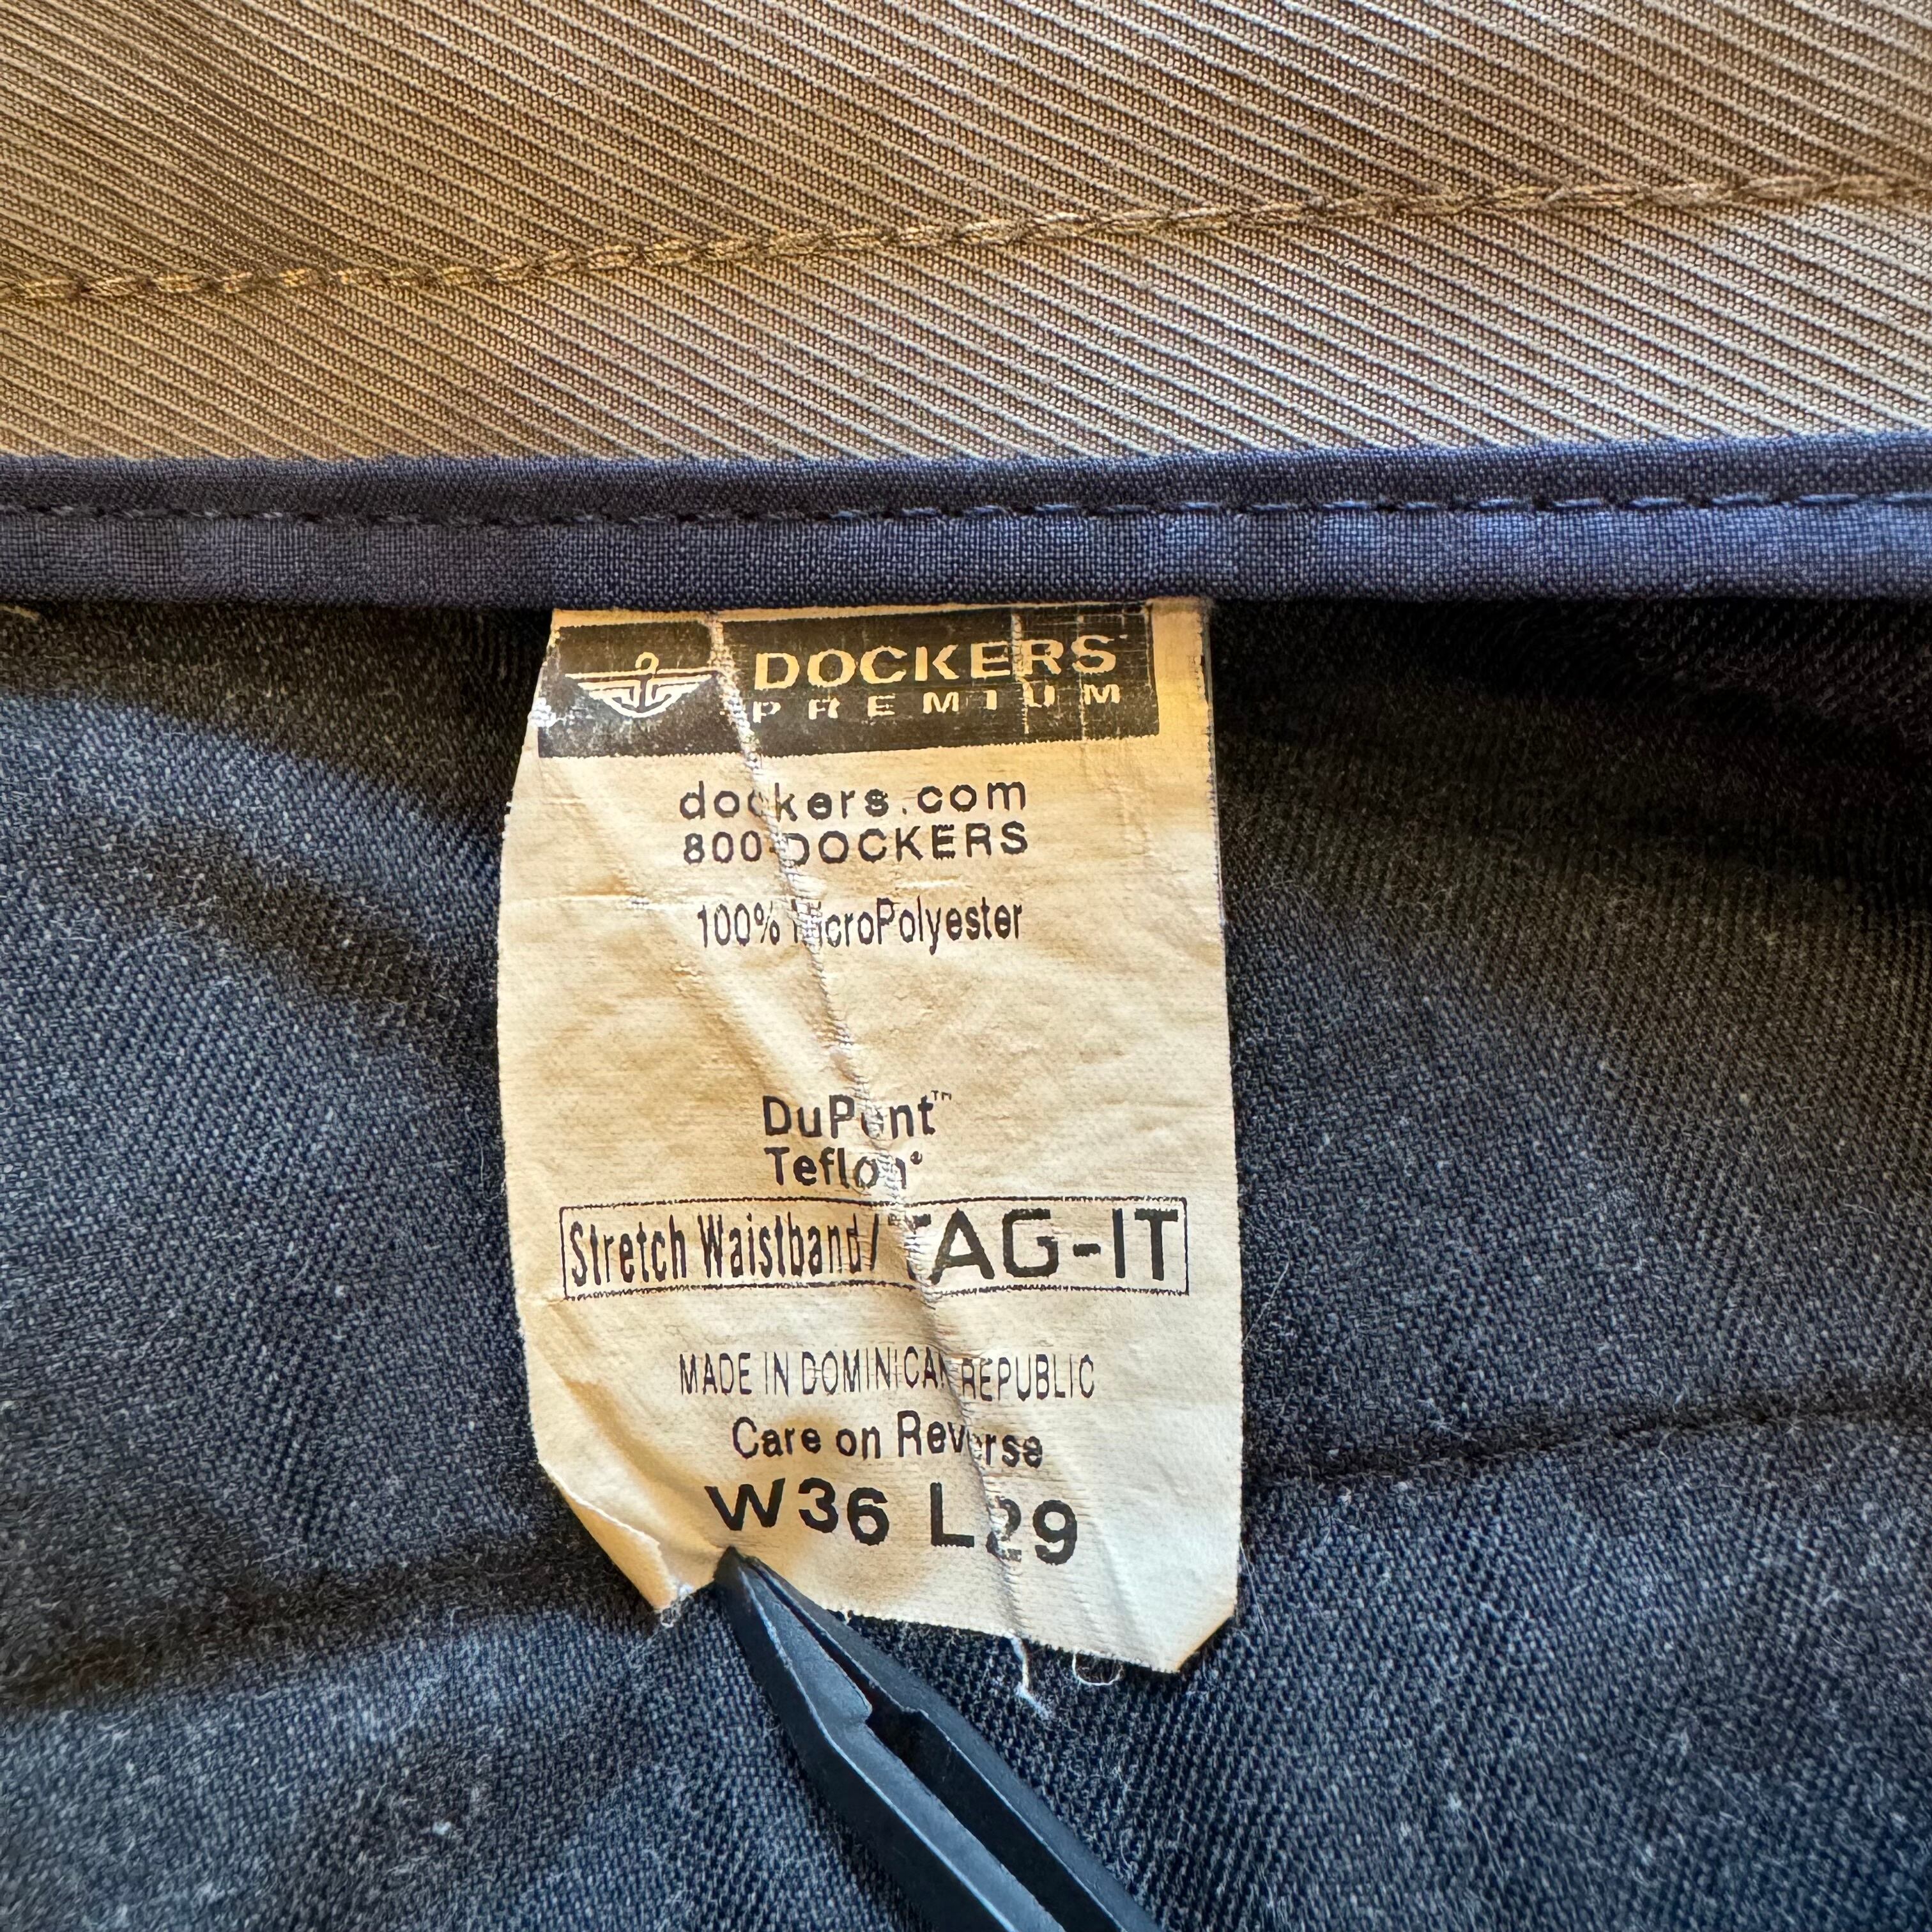 DOCKERS
PREMIUM
dockers.com
800-DOCKERS
100% MicroPolyester
DuPont™
Teflon®
Stretch Waistband/TAG-IT
MADE IN DOMINICAN REPUBLIC
Care on Reverse
W36 L29